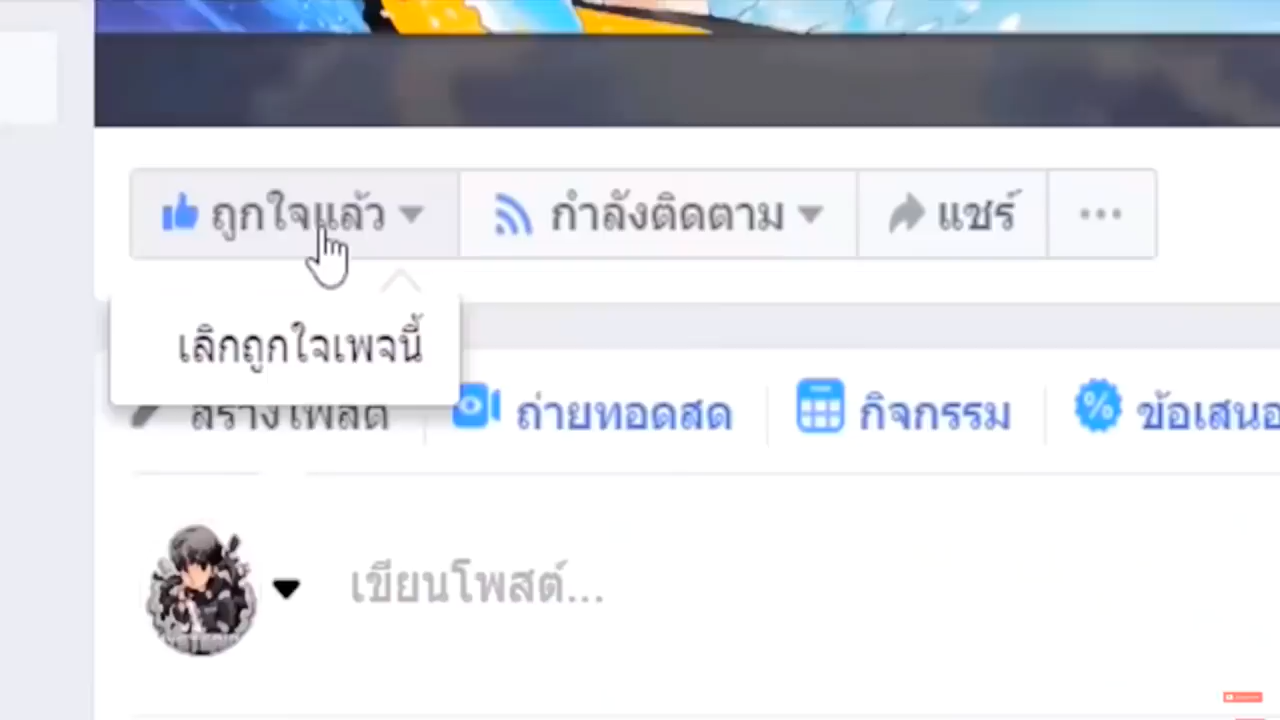 ถูกใจแล้ว กำลังติดตาม แชร์
เลิกถูกใจเพจนี้
สร้างโพสต์ ถ่ายทอดสด กิจกรรม ข้อเสนอ
เขียนโพสต์...